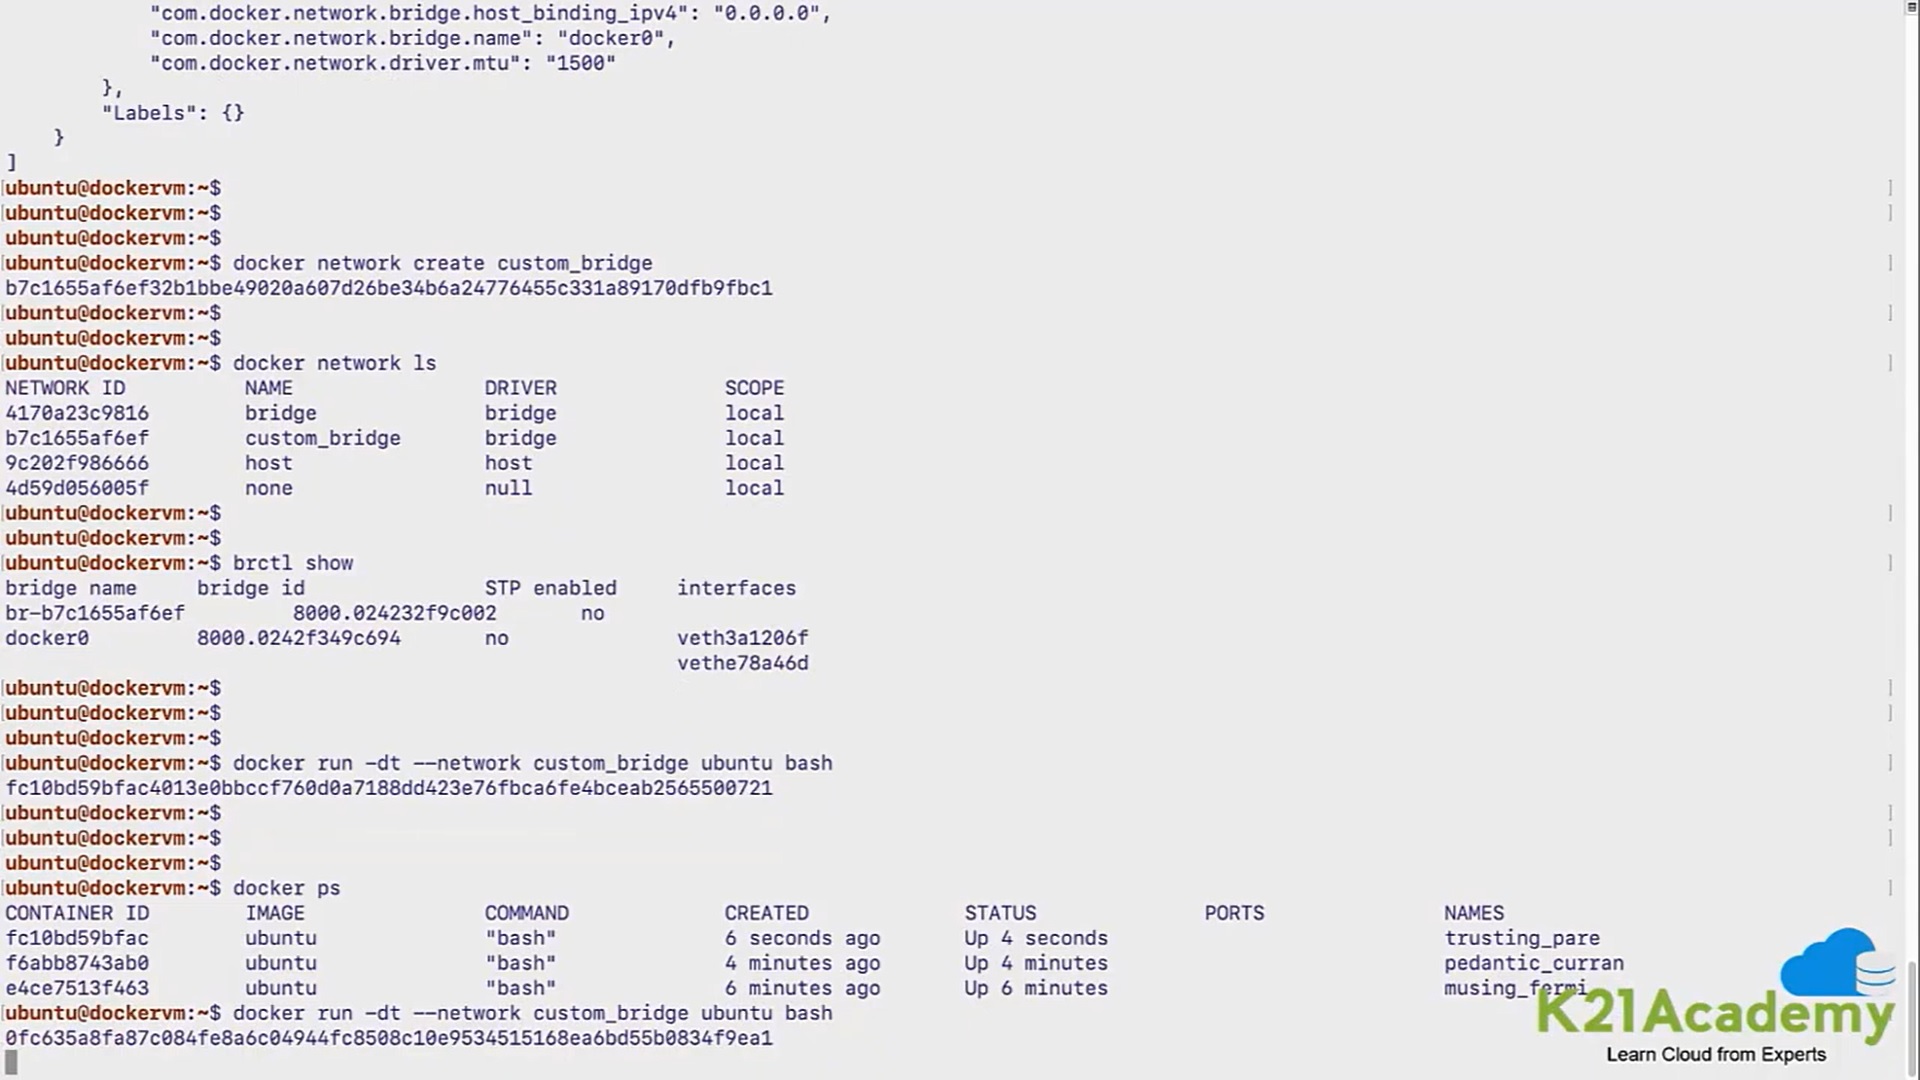 "com.docker.network.bridge.host_binding_ipv4": "0.0.0.0",
"com.docker.network.bridge.name": "docker0",
"com.docker.network.driver.mtu": "1500"
},
"Labels": {}
}
]
[ubuntu@dockervm:~$ ]
[ubuntu@dockervm:~$ ]
ubuntu@dockervm:~$
[ubuntu@dockervm:~$ docker network create custom_bridge ]
b7c1655af6ef32b1bbe49020a607d26be34b6a24776455c331a89170dfb9fbc1
[ubuntu@dockervm:~$ ]
ubuntu@dockervm:~$
[ubuntu@dockervm:~$ docker network ls ]
NETWORK ID NAME DRIVER SCOPE
4170a23c9816 bridge bridge local
b7c1655af6ef custom_bridge bridge local
9c202f986666 host host local
4d59d056005f none null local
[ubuntu@dockervm:~$ ]
ubuntu@dockervm:~$
[ubuntu@dockervm:~$ brctl show ]
bridge name bridge id STP enabled interfaces
br-b7c1655af6ef 8000.024232f9c002 no
docker0 8000.0242f349c694 no veth3a1206f
vethe78a46d
[ubuntu@dockervm:~$ ]
[ubuntu@dockervm:~$ ]
ubuntu@dockervm:~$
[ubuntu@dockervm:~$ docker run -dt --network custom_bridge ubuntu bash ]
fc10bd59bfac4013e0bbccf760d0a7188dd423e76fbca6fe4bceab2565500721
[ubuntu@dockervm:~$ ]
[ubuntu@dockervm:~$ ]
ubuntu@dockervm:~$
[ubuntu@dockervm:~$ docker ps ]
CONTAINER ID IMAGE COMMAND CREATED STATUS PORTS NAMES
fc10bd59bfac ubuntu "bash" 6 seconds ago Up 4 seconds trusting_pare
f6abb8743ab0 ubuntu "bash" 4 minutes ago Up 4 minutes pedantic_curran
e4ce7513f463 ubuntu "bash" 6 minutes ago Up 6 minutes musing_fermi
[ubuntu@dockervm:~$ docker run -dt --network custom_bridge ubuntu bash
0fc635a8fa87c084fe8a6c04944fc8508c10e9534515168ea6bd55b0834f9ea1
K21Academy
Learn Cloud from Experts